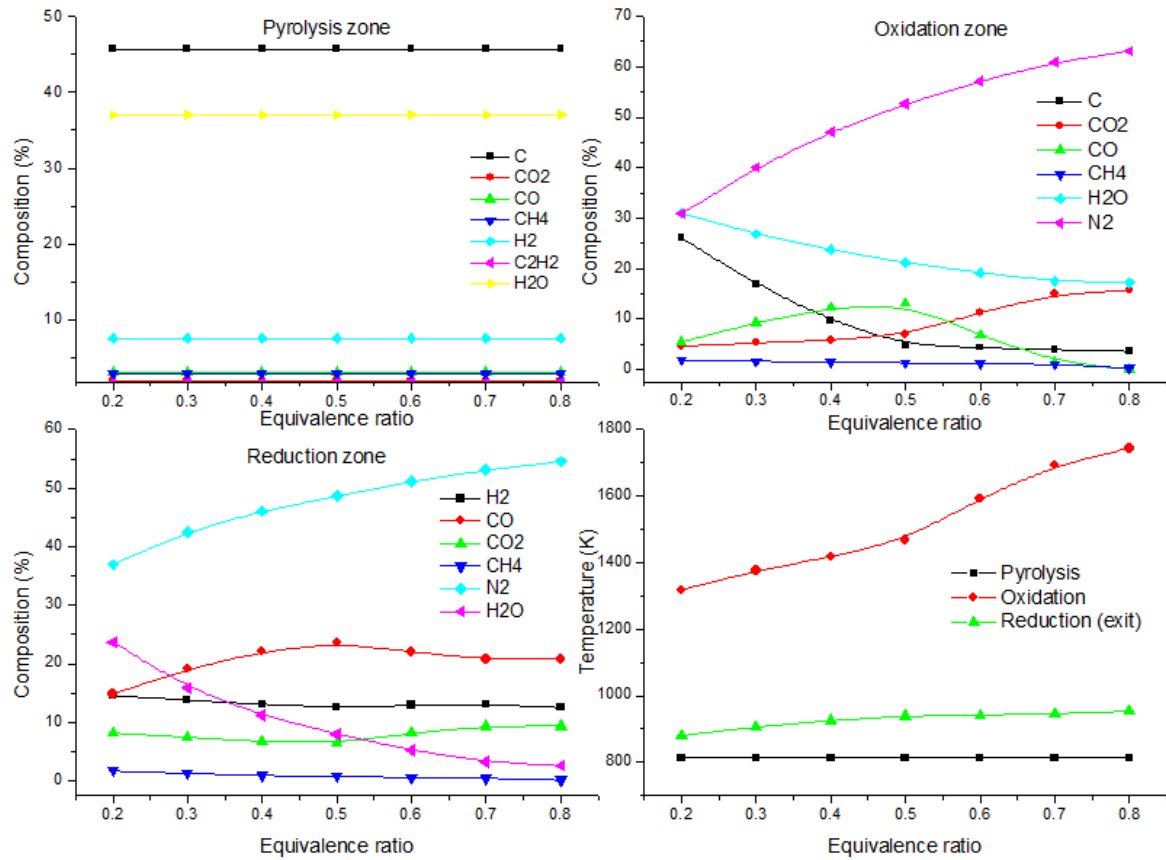 Pyrolysis zone
50
40
30
20
10
Composition (%)
C
CO2
CO
CH4
H2
C2H2
H2O
0.2 0.3 0.4 0.5 0.6 0.7 0.8
Equivalence ratio
Oxidation zone
70
60
50
40
30
20
10
0
Composition (%)
C
CO2
CO
CH4
H2O
N2
0.2 0.3 0.4 0.5 0.6 0.7 0.8
Equivalence ratio
Reduction zone
60
50
40
30
20
10
0
Composition (%)
H2
CO
CO2
CH4
N2
H2O
0.2 0.3 0.4 0.5 0.6 0.7 0.8
Equivalence ratio
1800
1600
1400
1200
1000
800
Temperature (K)
Pyrolysis
Oxidation
Reduction (exit)
0.2 0.3 0.4 0.5 0.6 0.7 0.8
Equivalence ratio